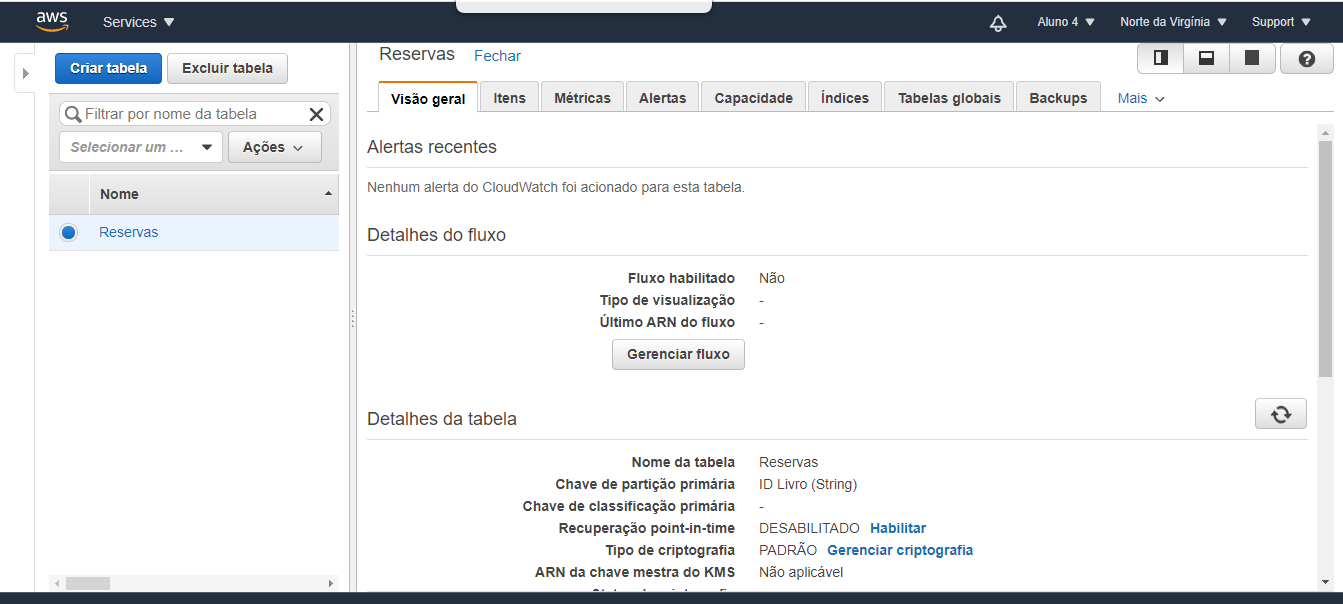 aws
Services
Aluno 4
Norte da Virgínia
Support
Criar tabela
Excluir tabela
Filtrar por nome da tabela
Selecionar um ...
Ações
Nome
Reservas
Reservas
Fechar
Visão geral
Itens
Métricas
Alertas
Capacidade
Índices
Tabelas globais
Backups
Mais
Alertas recentes
Nenhum alerta do CloudWatch foi acionado para esta tabela.
Detalhes do fluxo
Fluxo habilitado Não
Tipo de visualização -
Último ARN do fluxo -
Gerenciar fluxo
Detalhes da tabela
Nome da tabela Reservas
Chave de partição primária ID Livro (String)
Chave de classificação primária -
Recuperação point-in-time DESABILITADO Habilitar
Tipo de criptografia PADRÃO Gerenciar criptografia
ARN da chave mestra do KMS Não aplicável